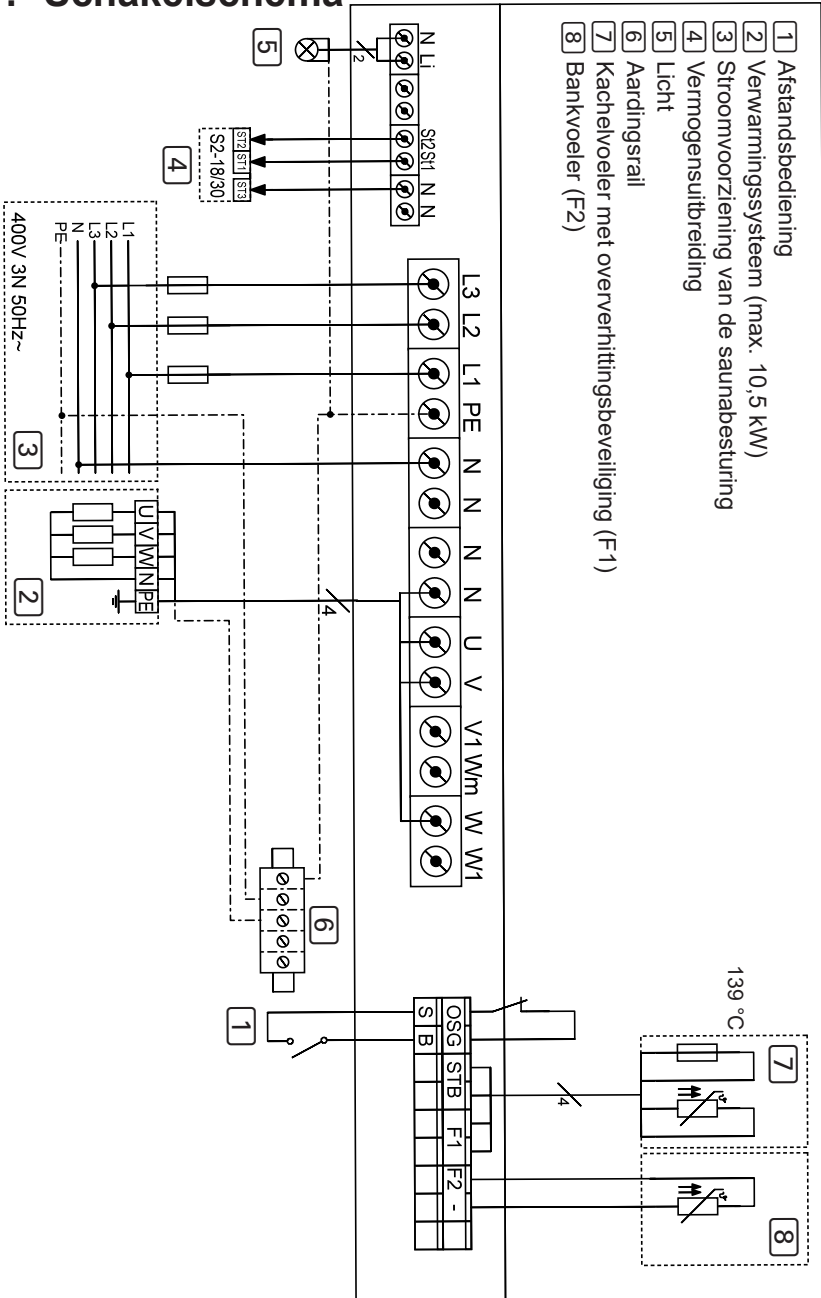 Schakelschema
1 Afstandsbediening
2 Verwarmingssysteem (max. 10,5 kW)
3 Stroomvoorziening van de saunabesturing
4 Vermogensuitbreiding
5 Licht
6 Aardingsrail
7 Kachelvoeler met oververhittingsbeveiliging (F1)
8 Bankvoeler (F2)
139 °C
7
8
N Li St2 St1 N N
L3 L2 L1 PE N N N N U V V1 Wm W W1
OSG STB F1 F2 -
S B
2
4
4
5
ST2 ST1 ST3
S2-18/30
4
L1
L2
L3
N
PE
400V 3N 50Hz~
3
U V W N PE
2
6
1